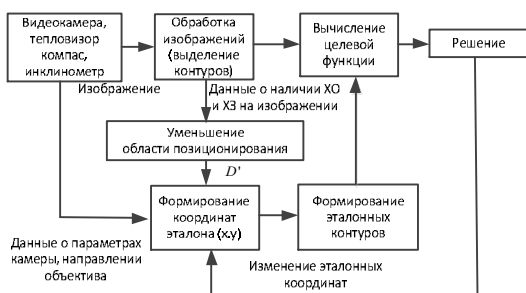 Видеокамера,
тепловизор
компас,
инклинометр
Обработка
изображений
(выделение
контуров)
Вычисление
целевой
функции
Решение
Изображение
Данные о наличии ХО
и ХЗ на изображении
Уменьшение
области позиционирования
D'
Формирование
координат
эталона (x.y)
Формирование
эталонных
контуров
Данные о параметрах
камеры, направлении
объектива
Изменение эталонных
координат